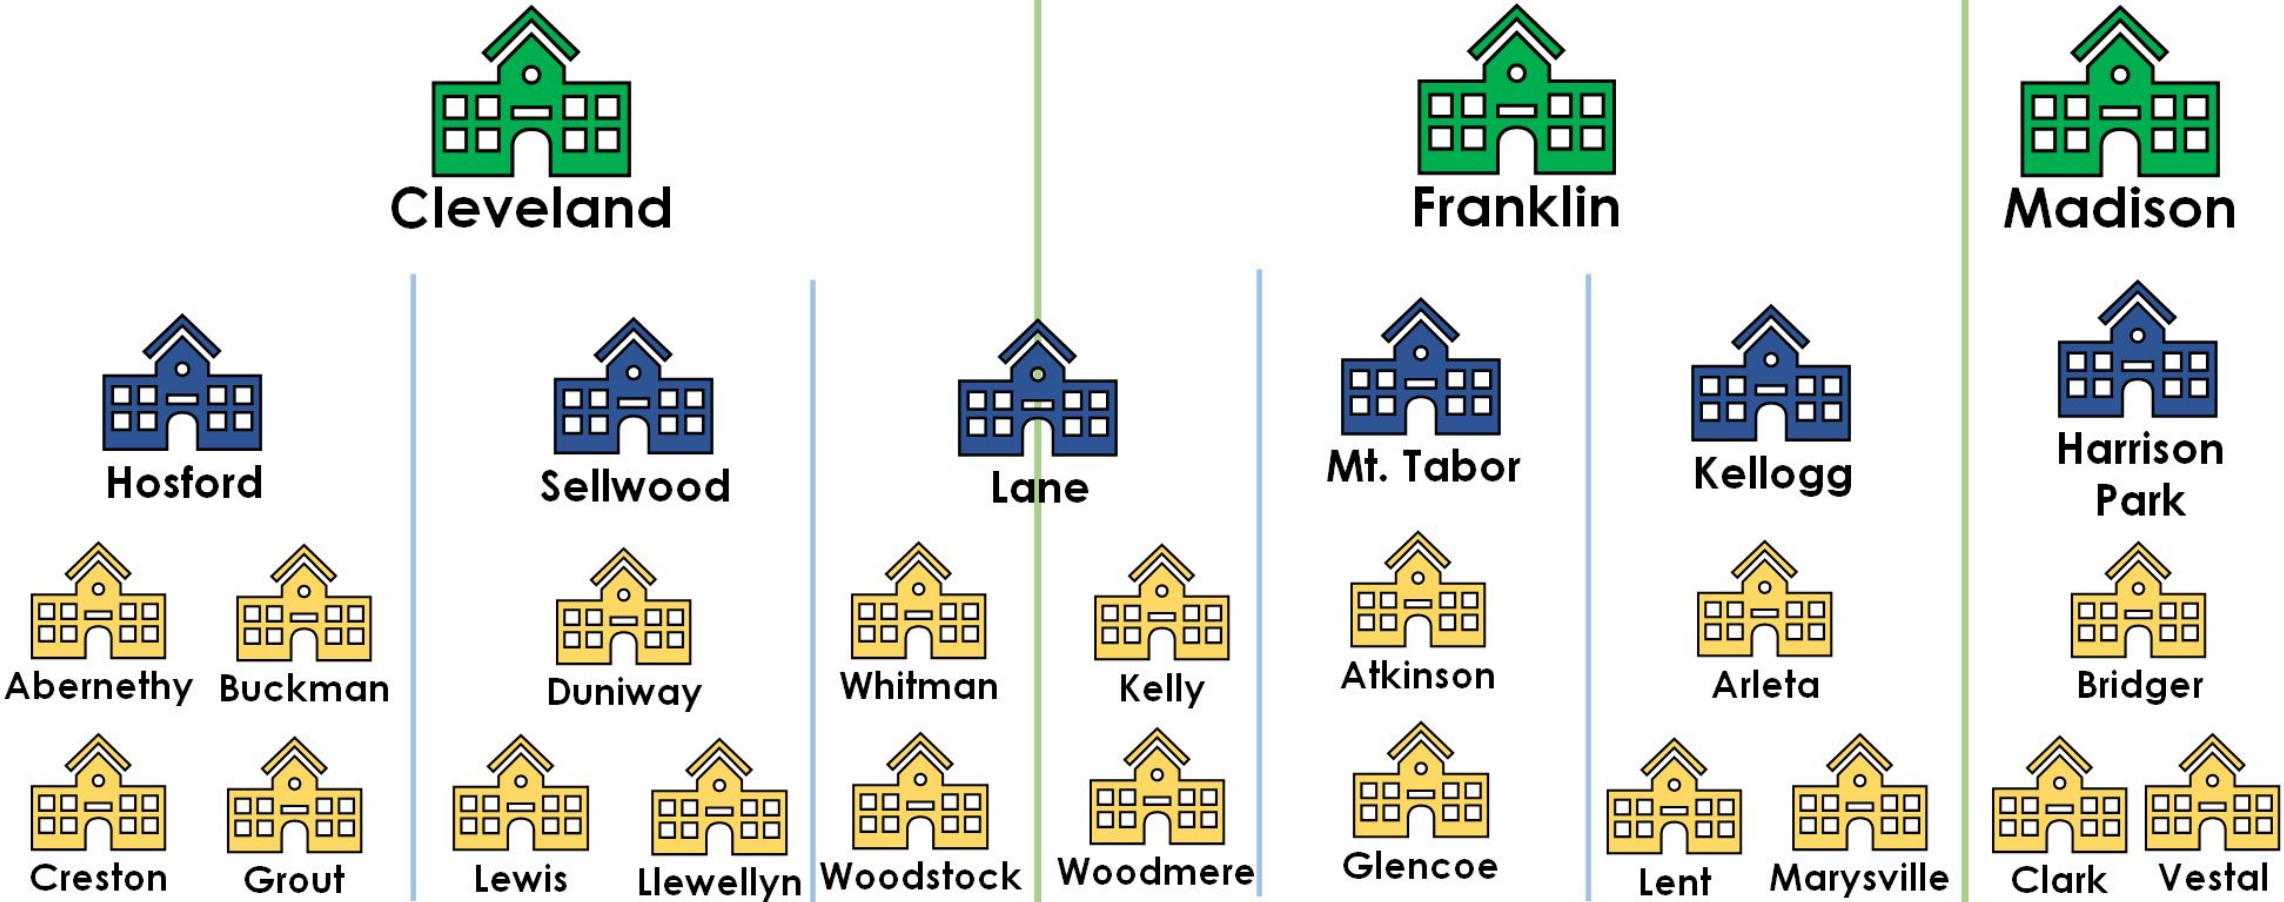 Cleveland
Franklin
Madison
Hosford
Sellwood
Lane
Mt. Tabor
Kellogg
Harrison
Park
Abernethy
Buckman
Duniway
Whitman
Kelly
Atkinson
Arleta
Bridger
Creston
Grout
Lewis
Llewellyn
Woodstock
Woodmere
Glencoe
Lent
Marysville
Clark
Vestal